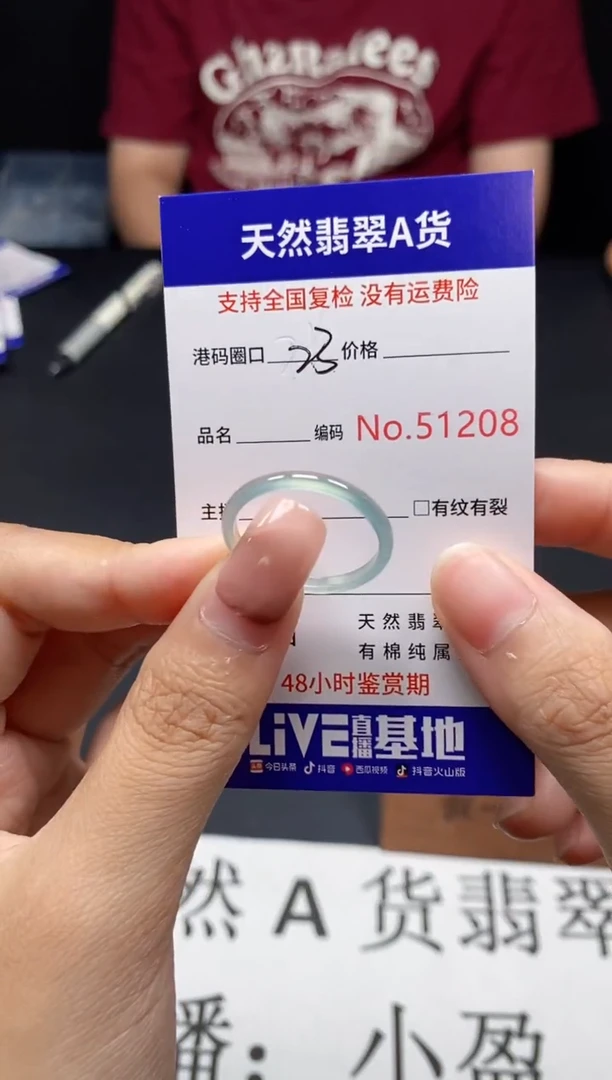 天然翡翠A货
支持全国复检 没有运费险
港码圈口 23 价格
品名 编码 No.51208
主 □有纹有裂
天然翡
有棉纯属
48小时鉴赏期
LiVE直播基地
今日头条 抖音 西瓜视频 抖音火山版
然A货翡翠
播：小盈